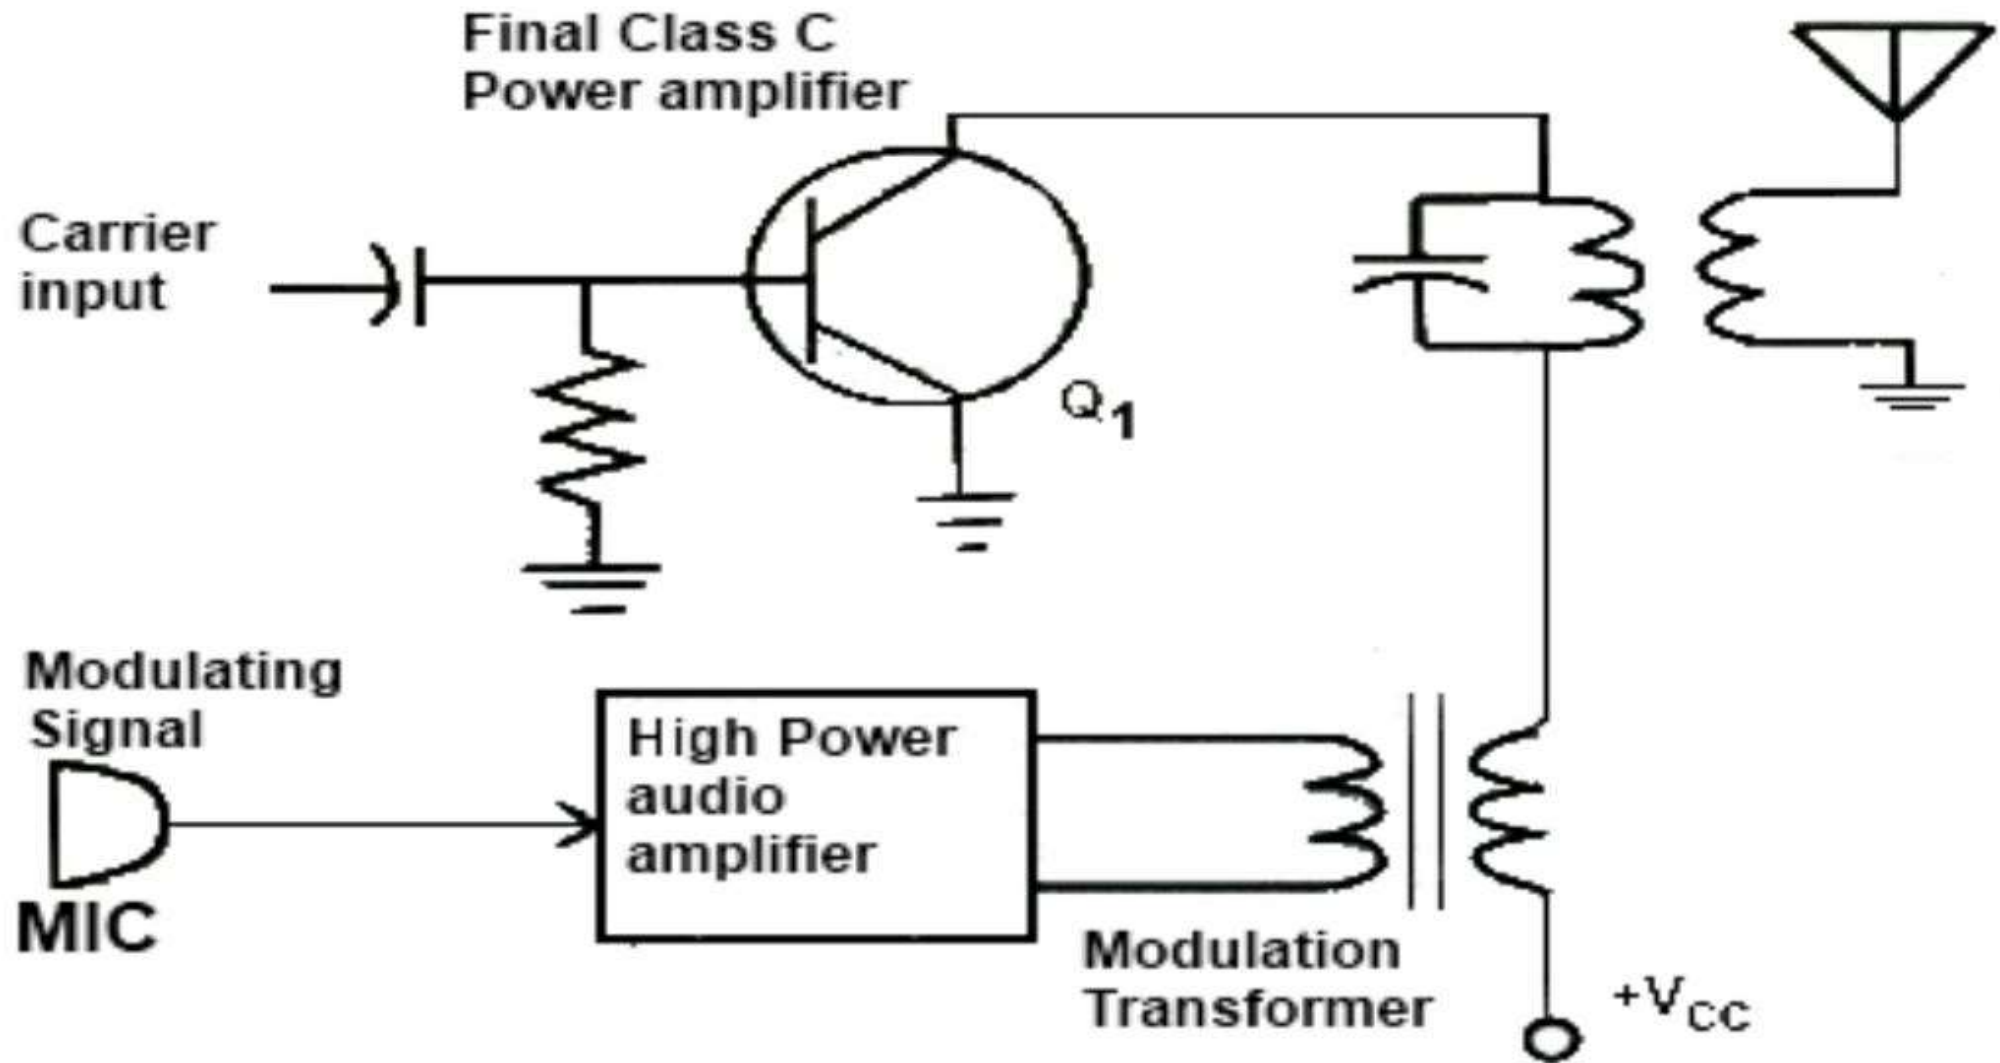 Final Class C
Power amplifier
Carrier
input
Q1
Modulating
Signal
MIC
High Power
audio
amplifier
Modulation
Transformer
+VCC